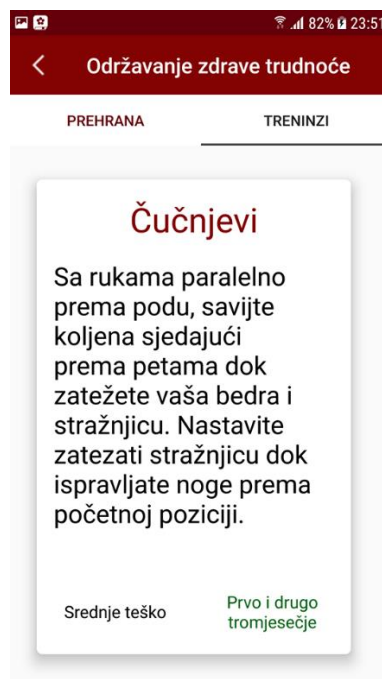 82% 23:51
Održavanje zdrave trudnoće
PREHRANA TRENINZI
Čučnjevi
Sa rukama paralelno
prema podu, savijte
koljena sjedajući
prema petama dok
zatežete vaša bedra i
stražnjicu. Nastavite
zatezati stražnjicu dok
ispravljate noge prema
početnoj poziciji.
Srednje teško
Prvo i drugo
tromjesečje